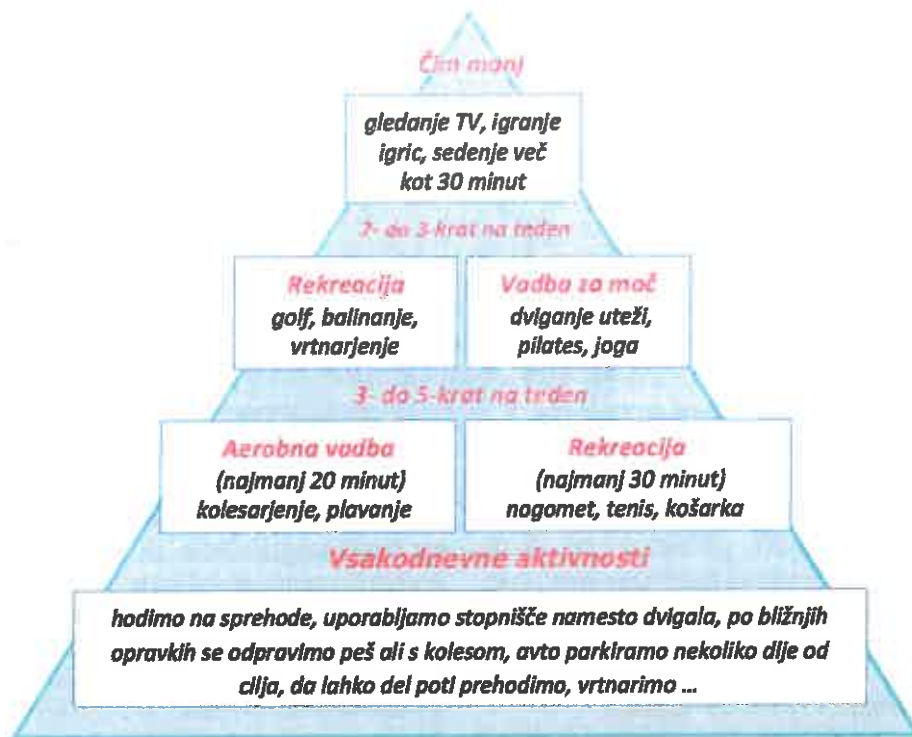 Čim manj
gledanje TV, igranje
igric, sedenje več
kot 30 minut
2- do 3-krat na teden
Rekreacija
golf, balinanje,
vrtnarjenje
Vadba za moč
dviganje uteži,
pilates, joga
3- do 5-krat na teden
Aerobna vadba
(najmanj 20 minut)
kolesarjenje, plavanje
Rekreacija
(najmanj 30 minut)
nogomet, tenis, košarka
Vsakodnevne aktivnosti
hodimo na sprehode, uporabljamo stopnišče namesto dvigala, po bližnjih
opravkih se odpravimo peš ali s kolesom, avto parkiramo nekoliko dlje od
cilja, da lahko del poti prehodimo, vrtnarimo ...